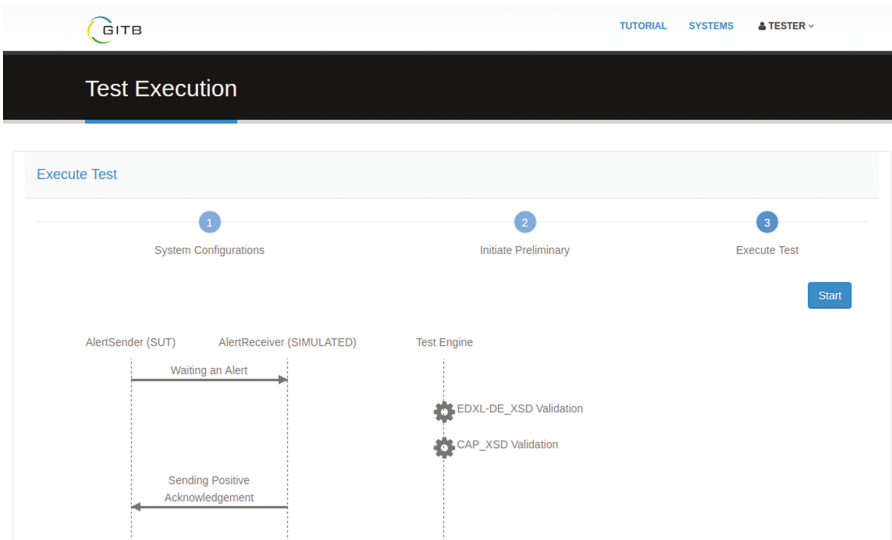 GITB
TUTORIAL SYSTEMS TESTER
Test Execution
Execute Test
1 2 3
System Configurations Initiate Preliminary Execute Test
Start
AlertSender (SUT) AlertReceiver (SIMULATED) Test Engine
Waiting an Alert
EDXL-DE_XSD Validation
CAP_XSD Validation
Sending Positive
Acknowledgement